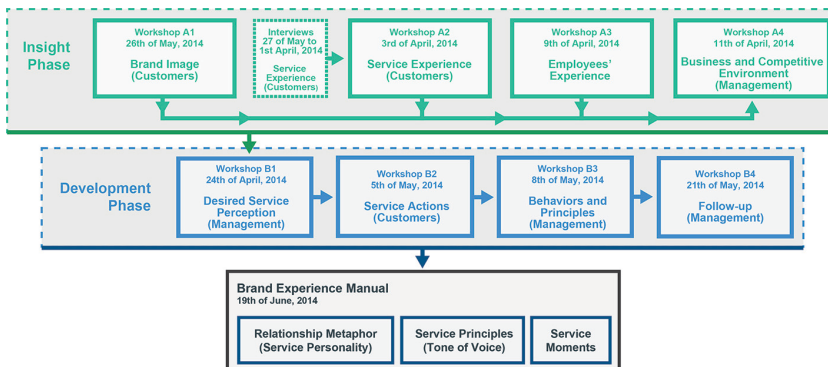 Insight
Phase
Workshop A1
26th of May, 2014
Brand Image
(Customers)
Interviews
27 of May to
1st April, 2014
Service
Experience
(Customers)
Workshop A2
3rd of April, 2014
Service Experience
(Customers)
Workshop A3
9th of April, 2014
Employees'
Experience
Workshop A4
11th of April, 2014
Business and Competitive
Environment
(Management)
Development
Phase
Workshop B1
24th of April, 2014
Desired Service
Perception
(Management)
Workshop B2
5th of May, 2014
Service Actions
(Customers)
Workshop B3
8th of May, 2014
Behaviors and
Principles
(Management)
Workshop B4
21th of May, 2014
Follow-up
(Management)
Brand Experience Manual
19th of June, 2014
Relationship Metaphor
(Service Personality)
Service Principles
(Tone of Voice)
Service
Moments